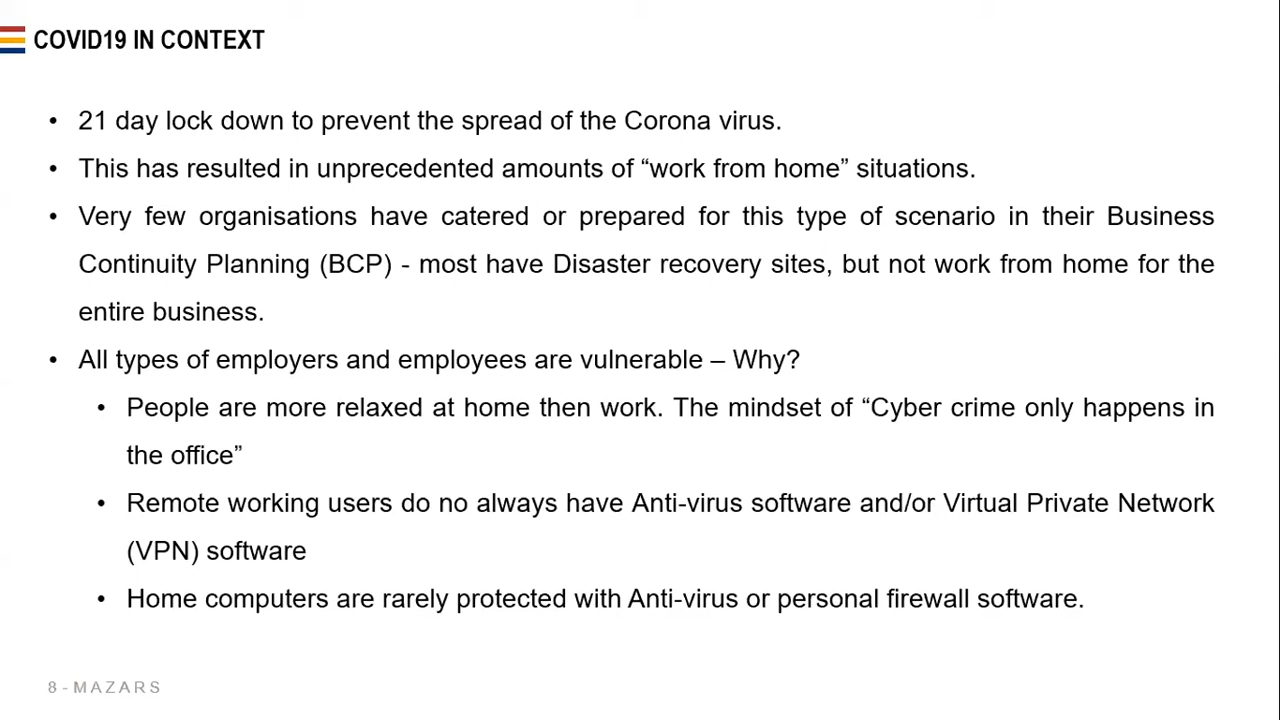 COVID19 IN CONTEXT
• 21 day lock down to prevent the spread of the Corona virus.
• This has resulted in unprecedented amounts of “work from home” situations.
• Very few organisations have catered or prepared for this type of scenario in their Business
Continuity Planning (BCP) - most have Disaster recovery sites, but not work from home for the
entire business.
• All types of employers and employees are vulnerable – Why?
• People are more relaxed at home then work. The mindset of “Cyber crime only happens in
the office”
• Remote working users do no always have Anti-virus software and/or Virtual Private Network
(VPN) software
• Home computers are rarely protected with Anti-virus or personal firewall software.
8 - MAZARS